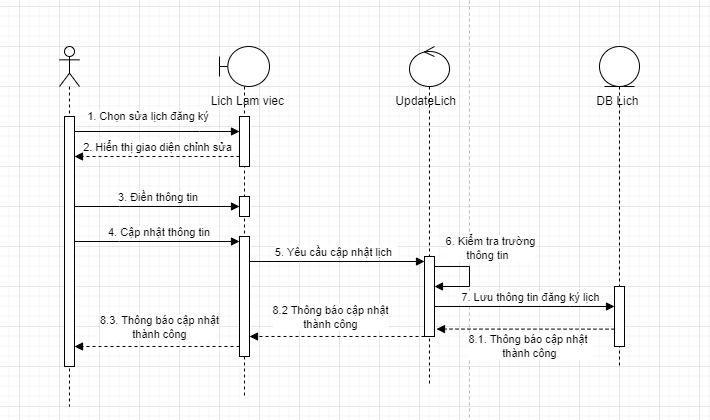 Lich Lam viec
UpdateLich
DB Lich
1. Chọn sửa lịch đăng ký
2. Hiển thị giao diện chỉnh sửa
3. Điền thông tin
4. Cập nhật thông tin
5. Yêu cầu cập nhật lịch
6. Kiểm tra trường
thông tin
7. Lưu thông tin đăng ký lịch
8.1. Thông báo cập nhật
thành công
8.2 Thông báo cập nhật
thành công
8.3. Thông báo cập nhật
thành công